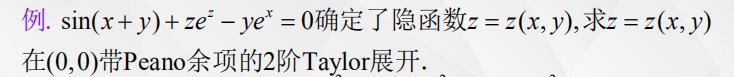 例. sin(x+y)+ze^z−ye^x=0确定了隐函数z=z(x,y),求z=z(x,y)
在(0,0)带Peano余项的2阶Taylor展开.